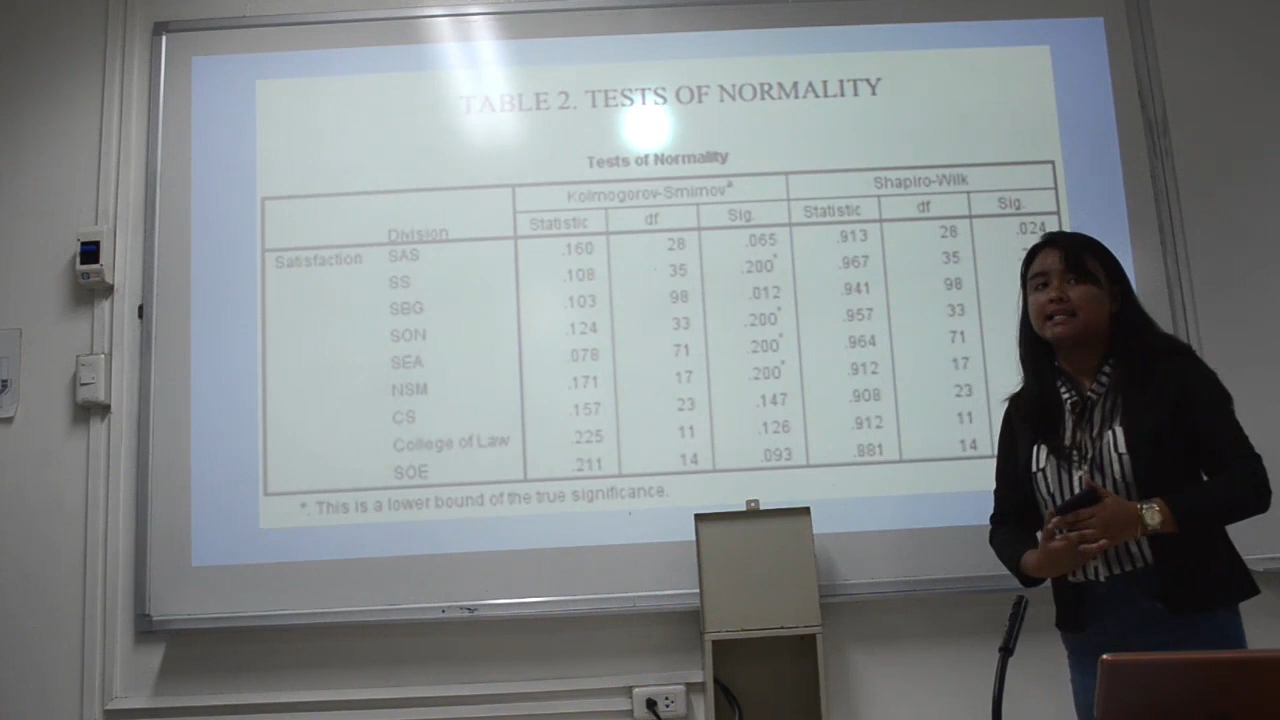 TABLE 2. TESTS OF NORMALITY
Tests of Normality
Kolmogorov-Smirnovª Shapiro-Wilk
Division Statistic df Sig. Statistic df Sig.
Satisfaction SAS .160 28 .065 .913 28 .024
SS .108 35 .200* .967 35
SBG .103 98 .012 .941 98
SON .124 33 .200* .957 33
SEA .078 71 .200* .964 71
NSM .171 17 .200* .912 17
CS .157 23 .147 .908 23
College of Law .225 11 .126 .912 11
SOE .211 14 .093 .881 14
*. This is a lower bound of the true significance.